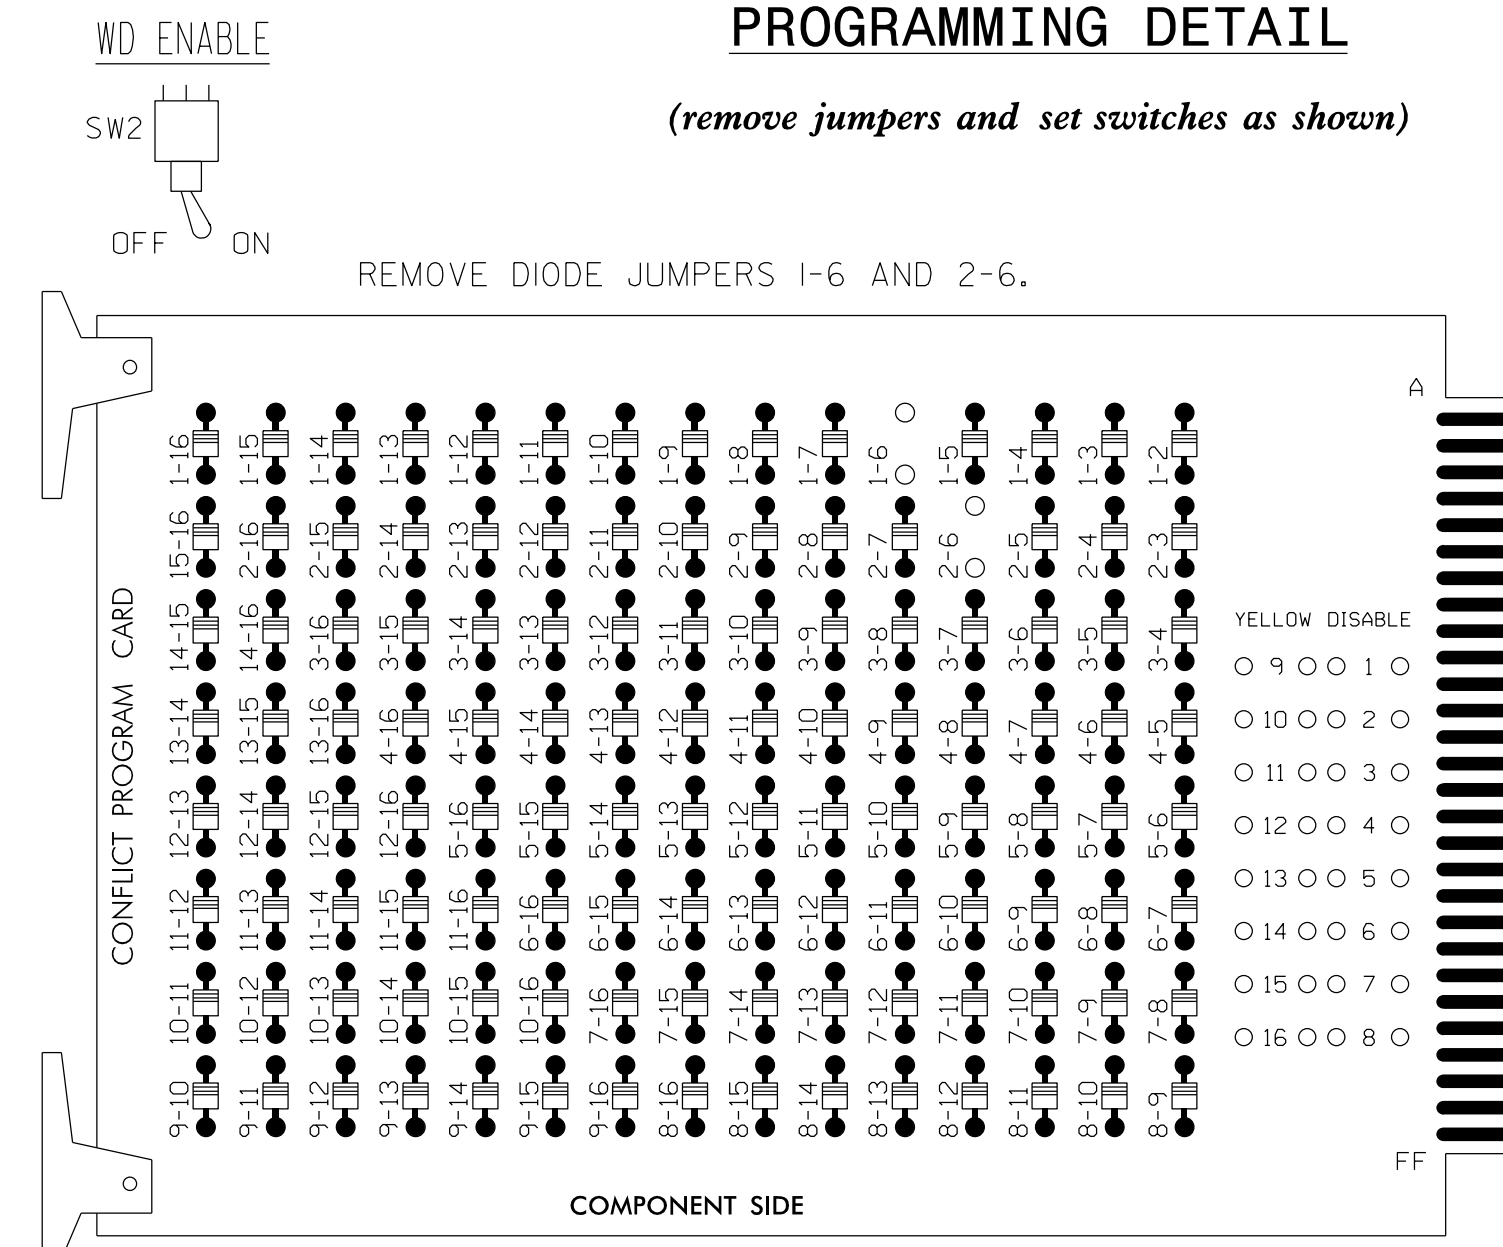 WD ENABLE
PROGRAMMING DETAIL
(remove jumpers and set switches as shown)
SW2
OFF ON
REMOVE DIODE JUMPERS 1-6 AND 2-6.
A
1-16 1-15 1-14 1-13 1-12 1-11 1-10 1-9 1-8 1-7 1-6 1-5 1-4 1-3 1-2
15-16 2-16 2-15 2-14 2-13 2-12 2-11 2-10 2-9 2-8 2-7 2-6 2-5 2-4 2-3
14-15 14-16 3-16 3-15 3-14 3-13 3-12 3-11 3-10 3-9 3-8 3-7 3-6 3-5 3-4
13-14 13-15 13-16 4-16 4-15 4-14 4-13 4-12 4-11 4-10 4-9 4-8 4-7 4-6 4-5
12-13 12-14 12-15 12-16 5-16 5-15 5-14 5-13 5-12 5-11 5-10 5-9 5-8 5-7 5-6
11-12 11-13 11-14 11-15 11-16 6-16 6-15 6-14 6-13 6-12 6-11 6-10 6-9 6-8 6-7
10-11 10-12 10-13 10-14 10-15 10-16 7-16 7-15 7-14 7-13 7-12 7-11 7-10 7-9 7-8
9-10 9-11 9-12 9-13 9-14 9-15 9-16 8-16 8-15 8-14 8-13 8-12 8-11 8-10 8-9
CONFLICT PROGRAM CARD
YELLOW DISABLE
9 1
10 2
11 3
12 4
13 5
14 6
15 7
16 8
FF
COMPONENT SIDE